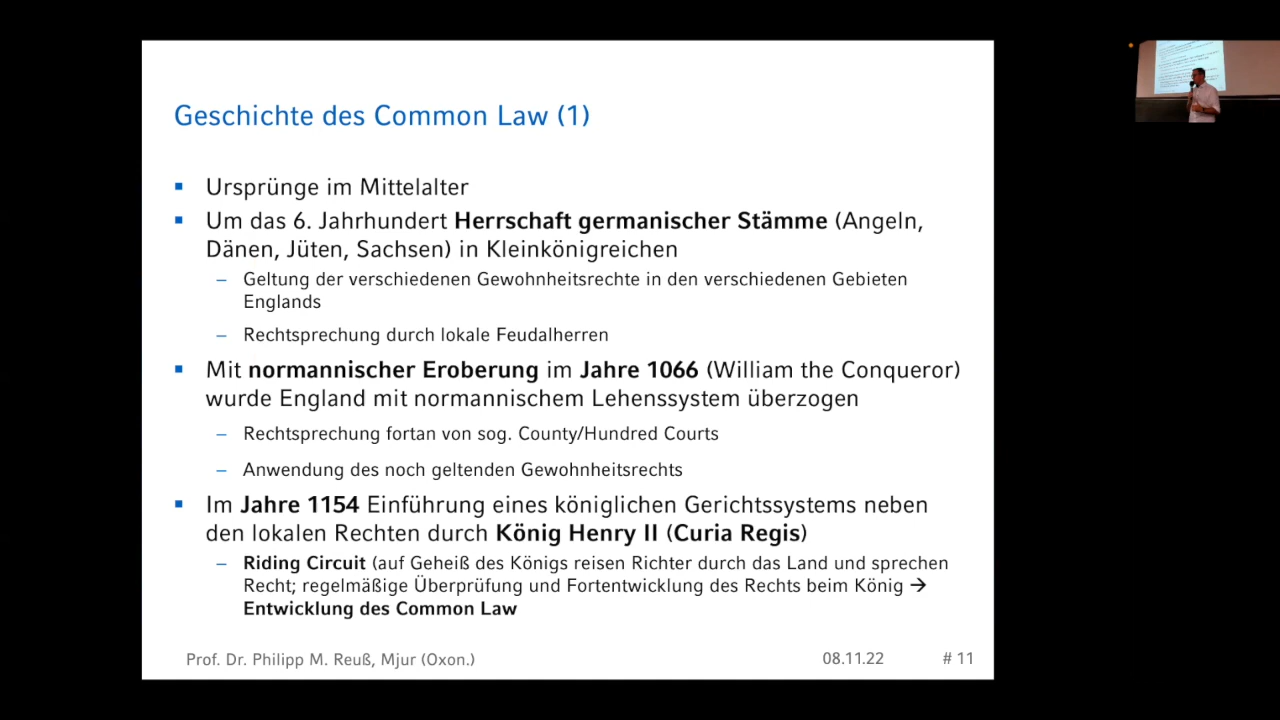 Geschichte des Common Law (1)
▪ Ursprünge im Mittelalter
▪ Um das 6. Jahrhundert Herrschaft germanischer Stämme (Angeln,
Dänen, Jüten, Sachsen) in Kleinkönigreichen
– Geltung der verschiedenen Gewohnheitsrechte in den verschiedenen Gebieten
Englands
– Rechtsprechung durch lokale Feudalherren
▪ Mit normannischer Eroberung im Jahre 1066 (William the Conqueror)
wurde England mit normannischem Lehenssystem überzogen
– Rechtsprechung fortan von sog. County/Hundred Courts
– Anwendung des noch geltenden Gewohnheitsrechts
▪ Im Jahre 1154 Einführung eines königlichen Gerichtssystems neben
den lokalen Rechten durch König Henry II (Curia Regis)
– Riding Circuit (auf Geheiß des Königs reisen Richter durch das Land und sprechen
Recht; regelmäßige Überprüfung und Fortentwicklung des Rechts beim König →
Entwicklung des Common Law
Prof. Dr. Philipp M. Reuß, Mjur (Oxon.) 08.11.22 # 11